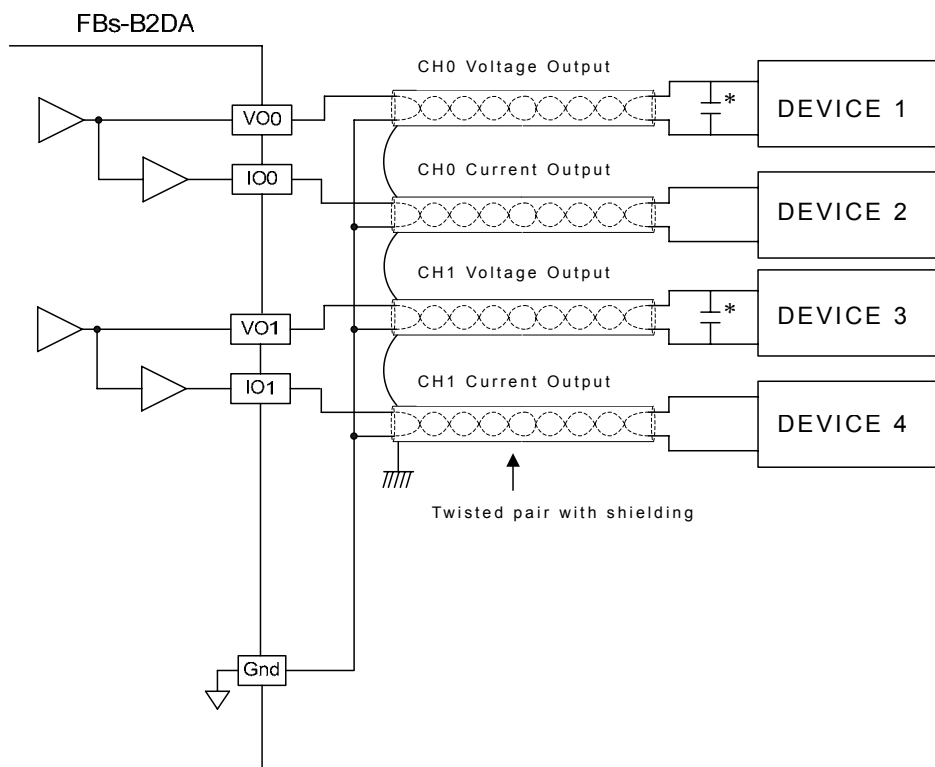 FBs-B2DA
CH0 Voltage Output
VO0
*
DEVICE 1
CH0 Current Output
IO0
DEVICE 2
CH1 Voltage Output
VO1
*
DEVICE 3
CH1 Current Output
IO1
DEVICE 4
Twisted pair with shielding
Gnd